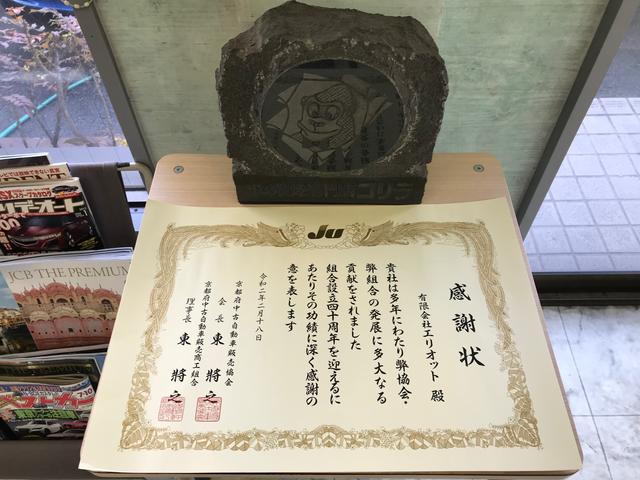 JU
感謝状
有限会社エリオット 殿
貴社は多年にわたり弊協会・
弊組合の発展に多大なる
貢献をされました
組合設立四十周年を迎えるに
あたりその功績に深く感謝の
意を表します
令和二年二月十八日
京都府中古自動車販売協会
会長 東 將之
京都府中古自動車販売商工組合
理事長 東 將之
JCB THE PREMIUM
ベストカー